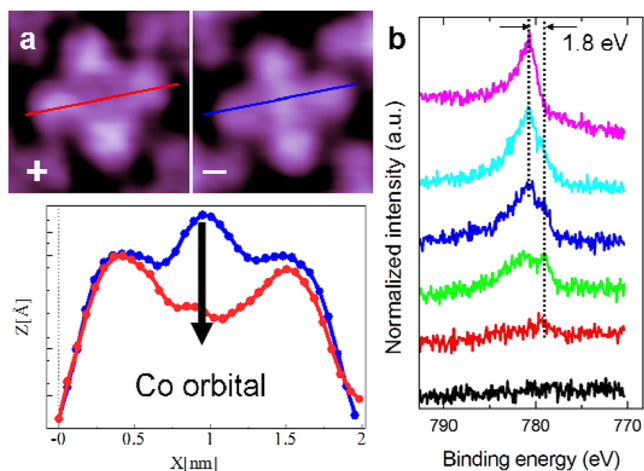 a
+
−
Z[Å]
Co orbital
-0
0.5
1
1.5
2
X[nm]
b
1.8 eV
Normalized intensity (a.u.)
790
780
770
Binding energy (eV)